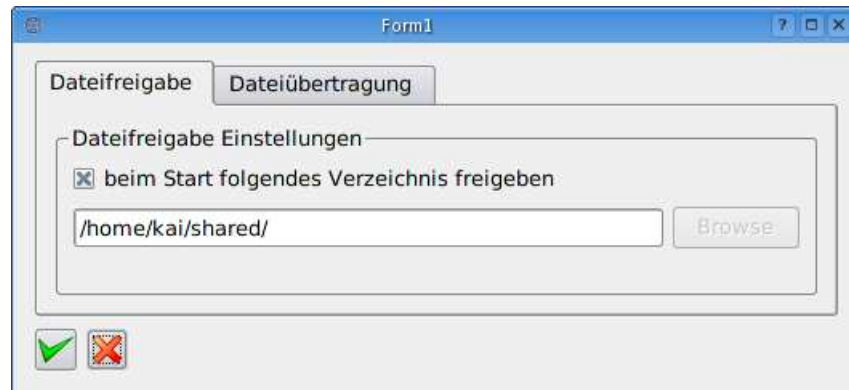 Form1
Dateifreigabe Dateiübertragung
Dateifreigabe Einstellungen
beim Start folgendes Verzeichnis freigeben
/home/kai/shared/ Browse